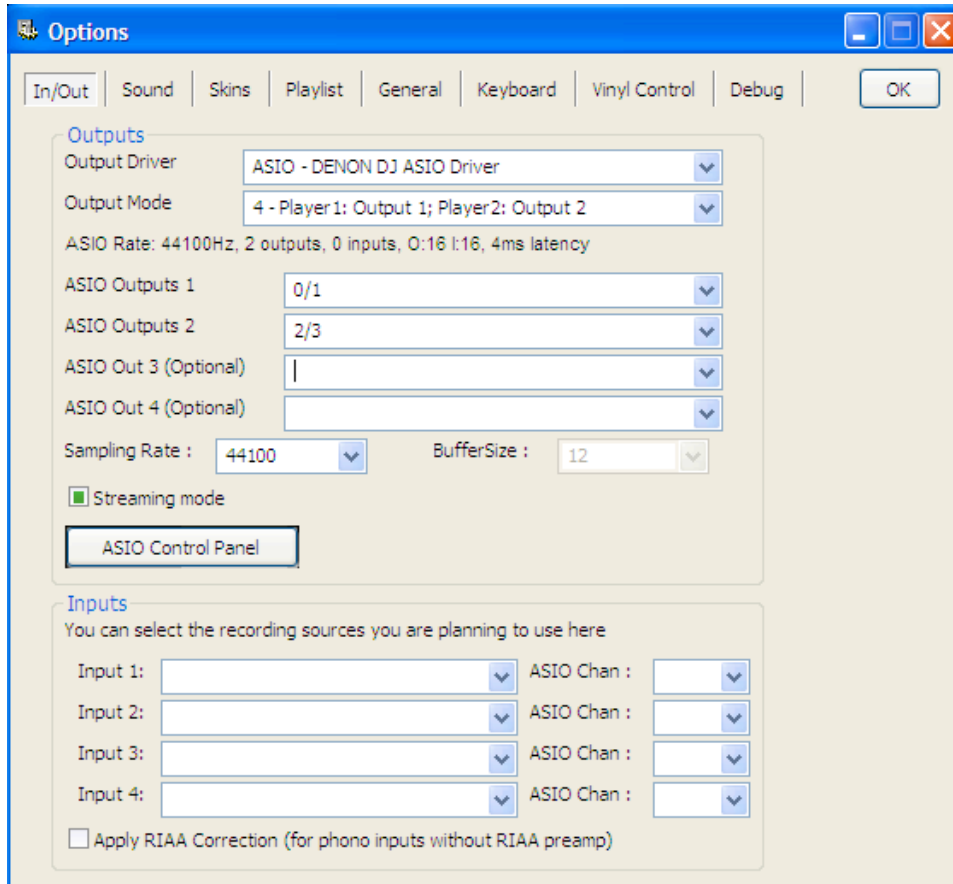 Options
In/Out Sound Skins Playlist General Keyboard Vinyl Control Debug OK
Outputs
Output Driver ASIO - DENON DJ ASIO Driver
Output Mode 4 - Player1: Output 1; Player2: Output 2
ASIO Rate: 44100Hz, 2 outputs, 0 inputs, O:16 I:16, 4ms latency
ASIO Outputs 1 0/1
ASIO Outputs 2 2/3
ASIO Out 3 (Optional)
ASIO Out 4 (Optional)
Sampling Rate : 44100 BufferSize : 12
Streaming mode
ASIO Control Panel
Inputs
You can select the recording sources you are planning to use here
Input 1: ASIO Chan :
Input 2: ASIO Chan :
Input 3: ASIO Chan :
Input 4: ASIO Chan :
Apply RIAA Correction (for phono inputs without RIAA preamp)